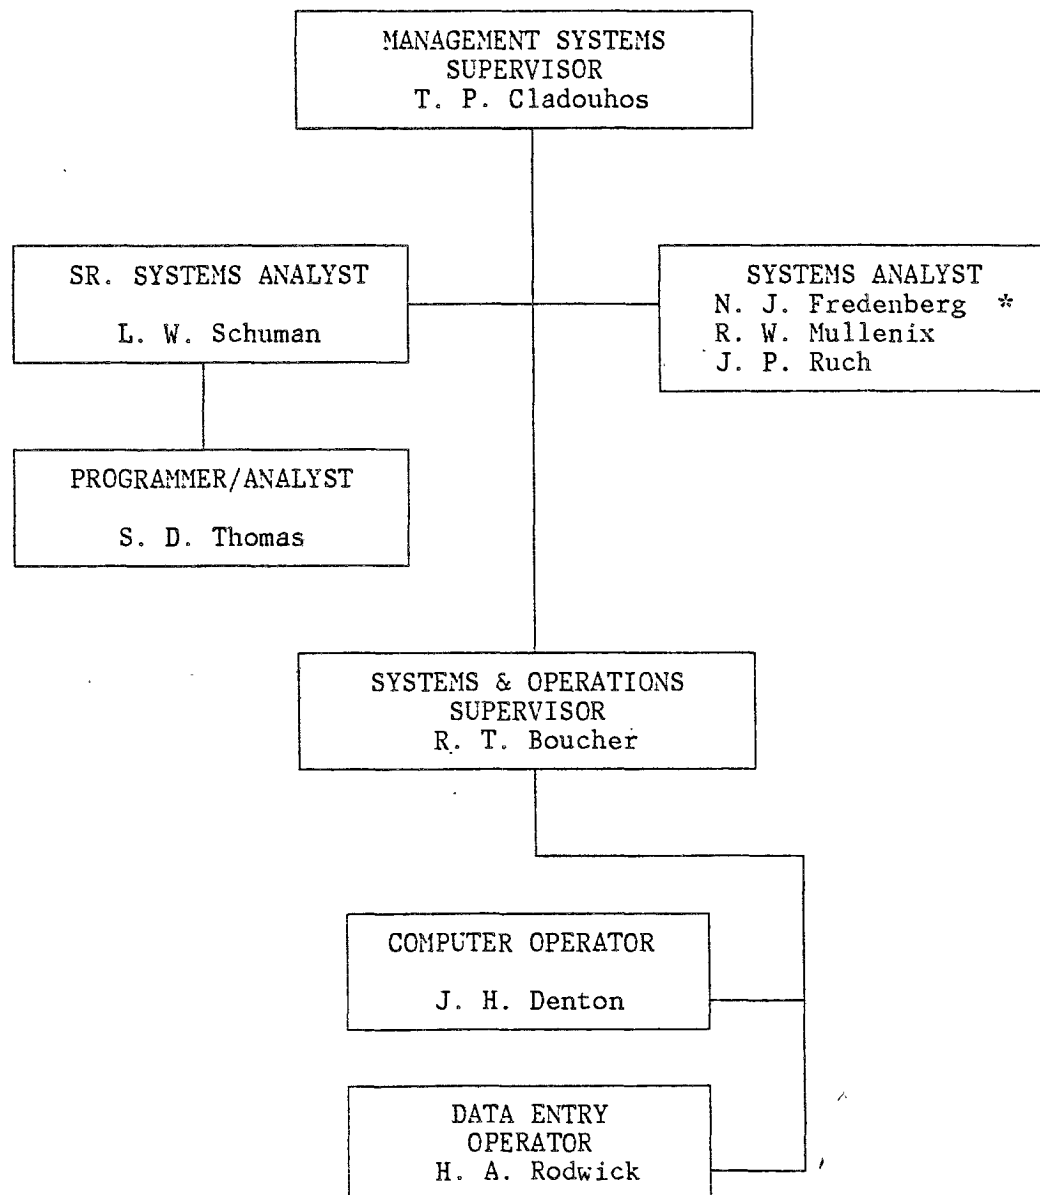 MANAGEMENT SYSTEMS
SUPERVISOR
T. P. Cladouhos
SR. SYSTEMS ANALYST
L. W. Schuman
SYSTEMS ANALYST
N. J. Fredenberg *
R. W. Mullenix
J. P. Ruch
PROGRAMMER/ANALYST
S. D. Thomas
SYSTEMS & OPERATIONS
SUPERVISOR
R. T. Boucher
COMPUTER OPERATOR
J. H. Denton
DATA ENTRY
OPERATOR
H. A. Rodwick